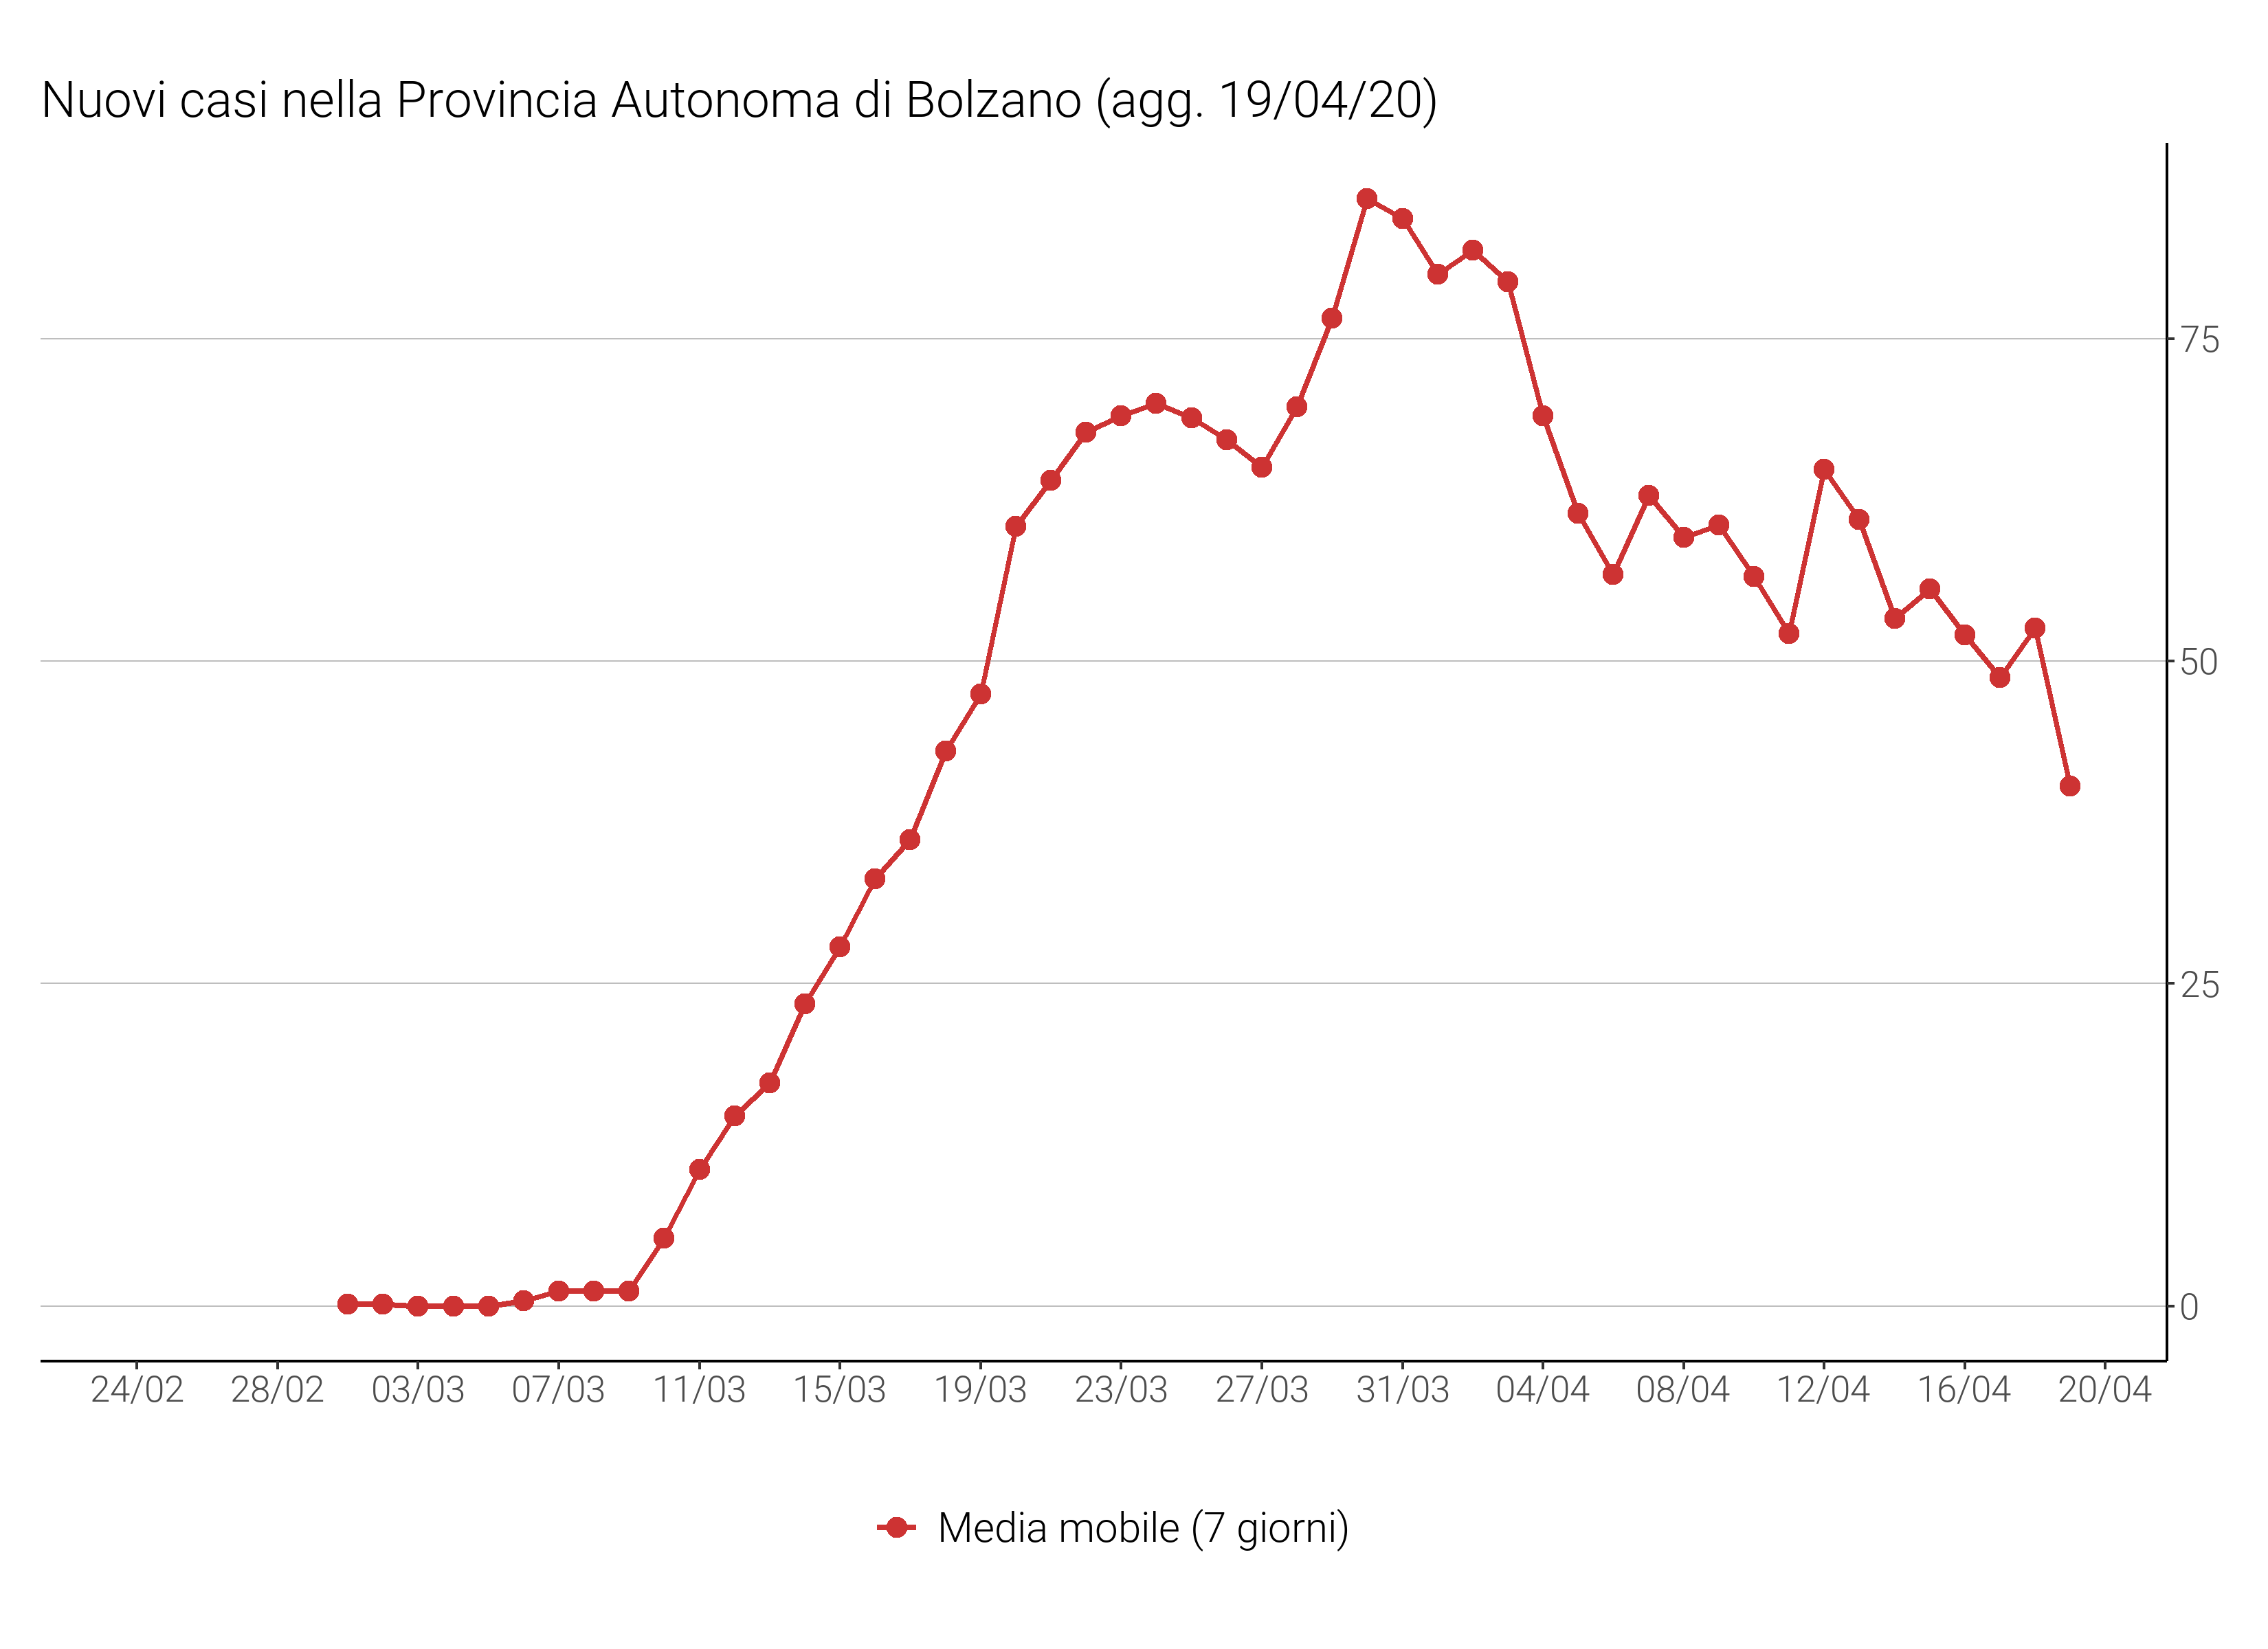 Nuovi casi nella Provincia Autonoma di Bolzano (agg. 19/04/20)
75
50
25
0
24/02 28/02 03/03 07/03 11/03 15/03 19/03 23/03 27/03 31/03 04/04 08/04 12/04 16/04 20/04
Media mobile (7 giorni)